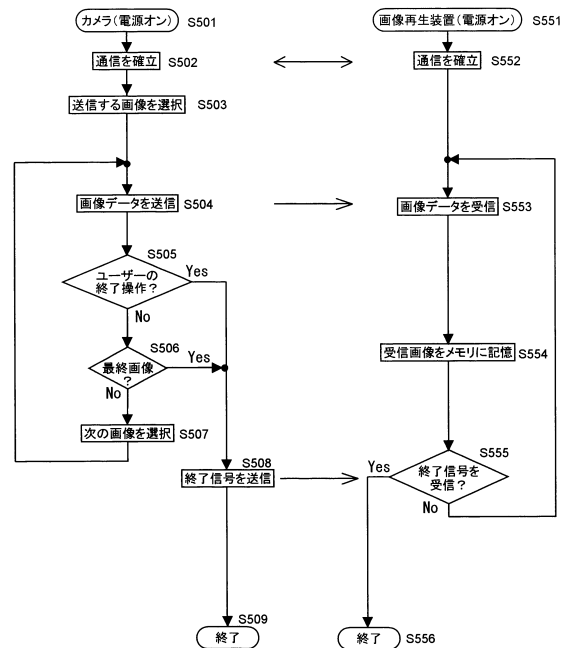 カメラ(電源オン) S501
通信を確立 S502
送信する画像を選択 S503
画像データを送信 S504
S505
ユーザーの
終了操作?
Yes
No
S506
最終画像
?
Yes
No
次の画像を選択 S507
S508
終了信号を送信
S509
終了
画像再生装置(電源オン) S551
通信を確立 S552
画像データを受信 S553
受信画像をメモリに記憶 S554
S555
終了信号を
受信?
Yes
No
終了 S556